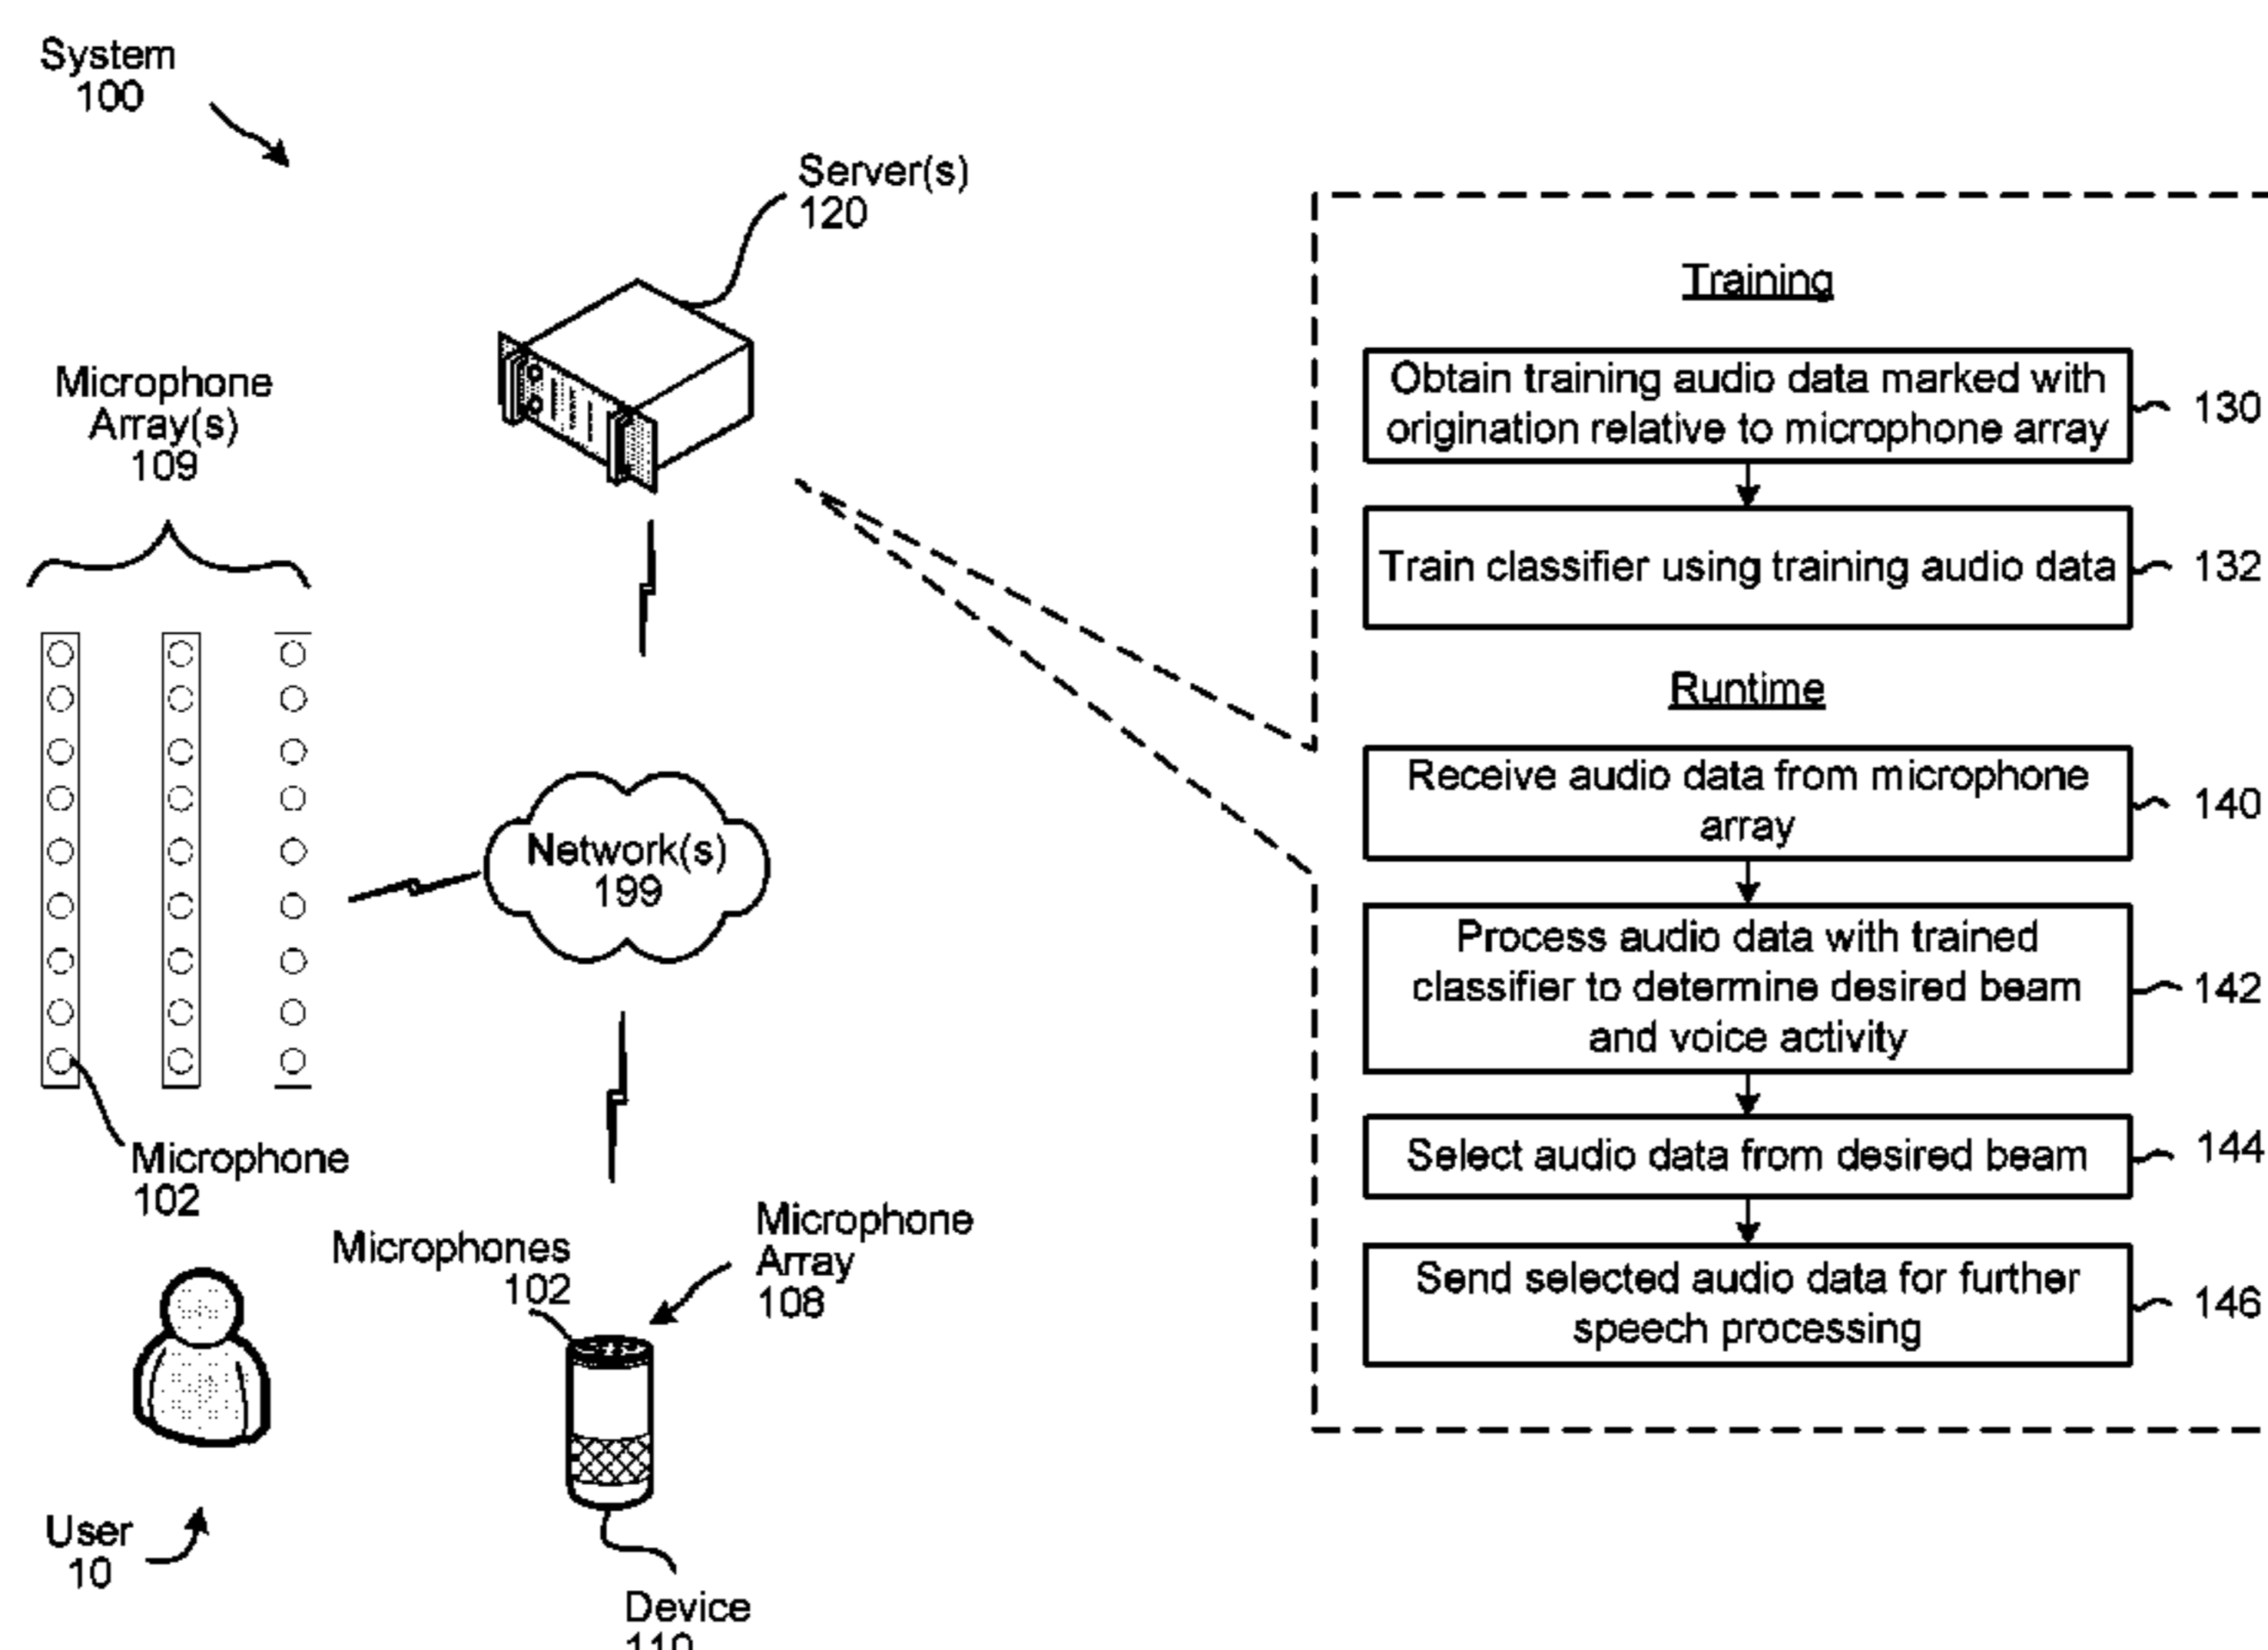 System
100
Server(s)
120
Microphone
Array(s)
109
Network(s)
199
Microphone
102
Microphones
102
Microphone
Array
108
User
10
Device
110
Training
Obtain training audio data marked with
origination relative to microphone array
130
Train classifier using training audio data
132
Runtime
Receive audio data from microphone
array
140
Process audio data with trained
classifier to determine desired beam
and voice activity
142
Select audio data from desired beam
144
Send selected audio data for further
speech processing
146